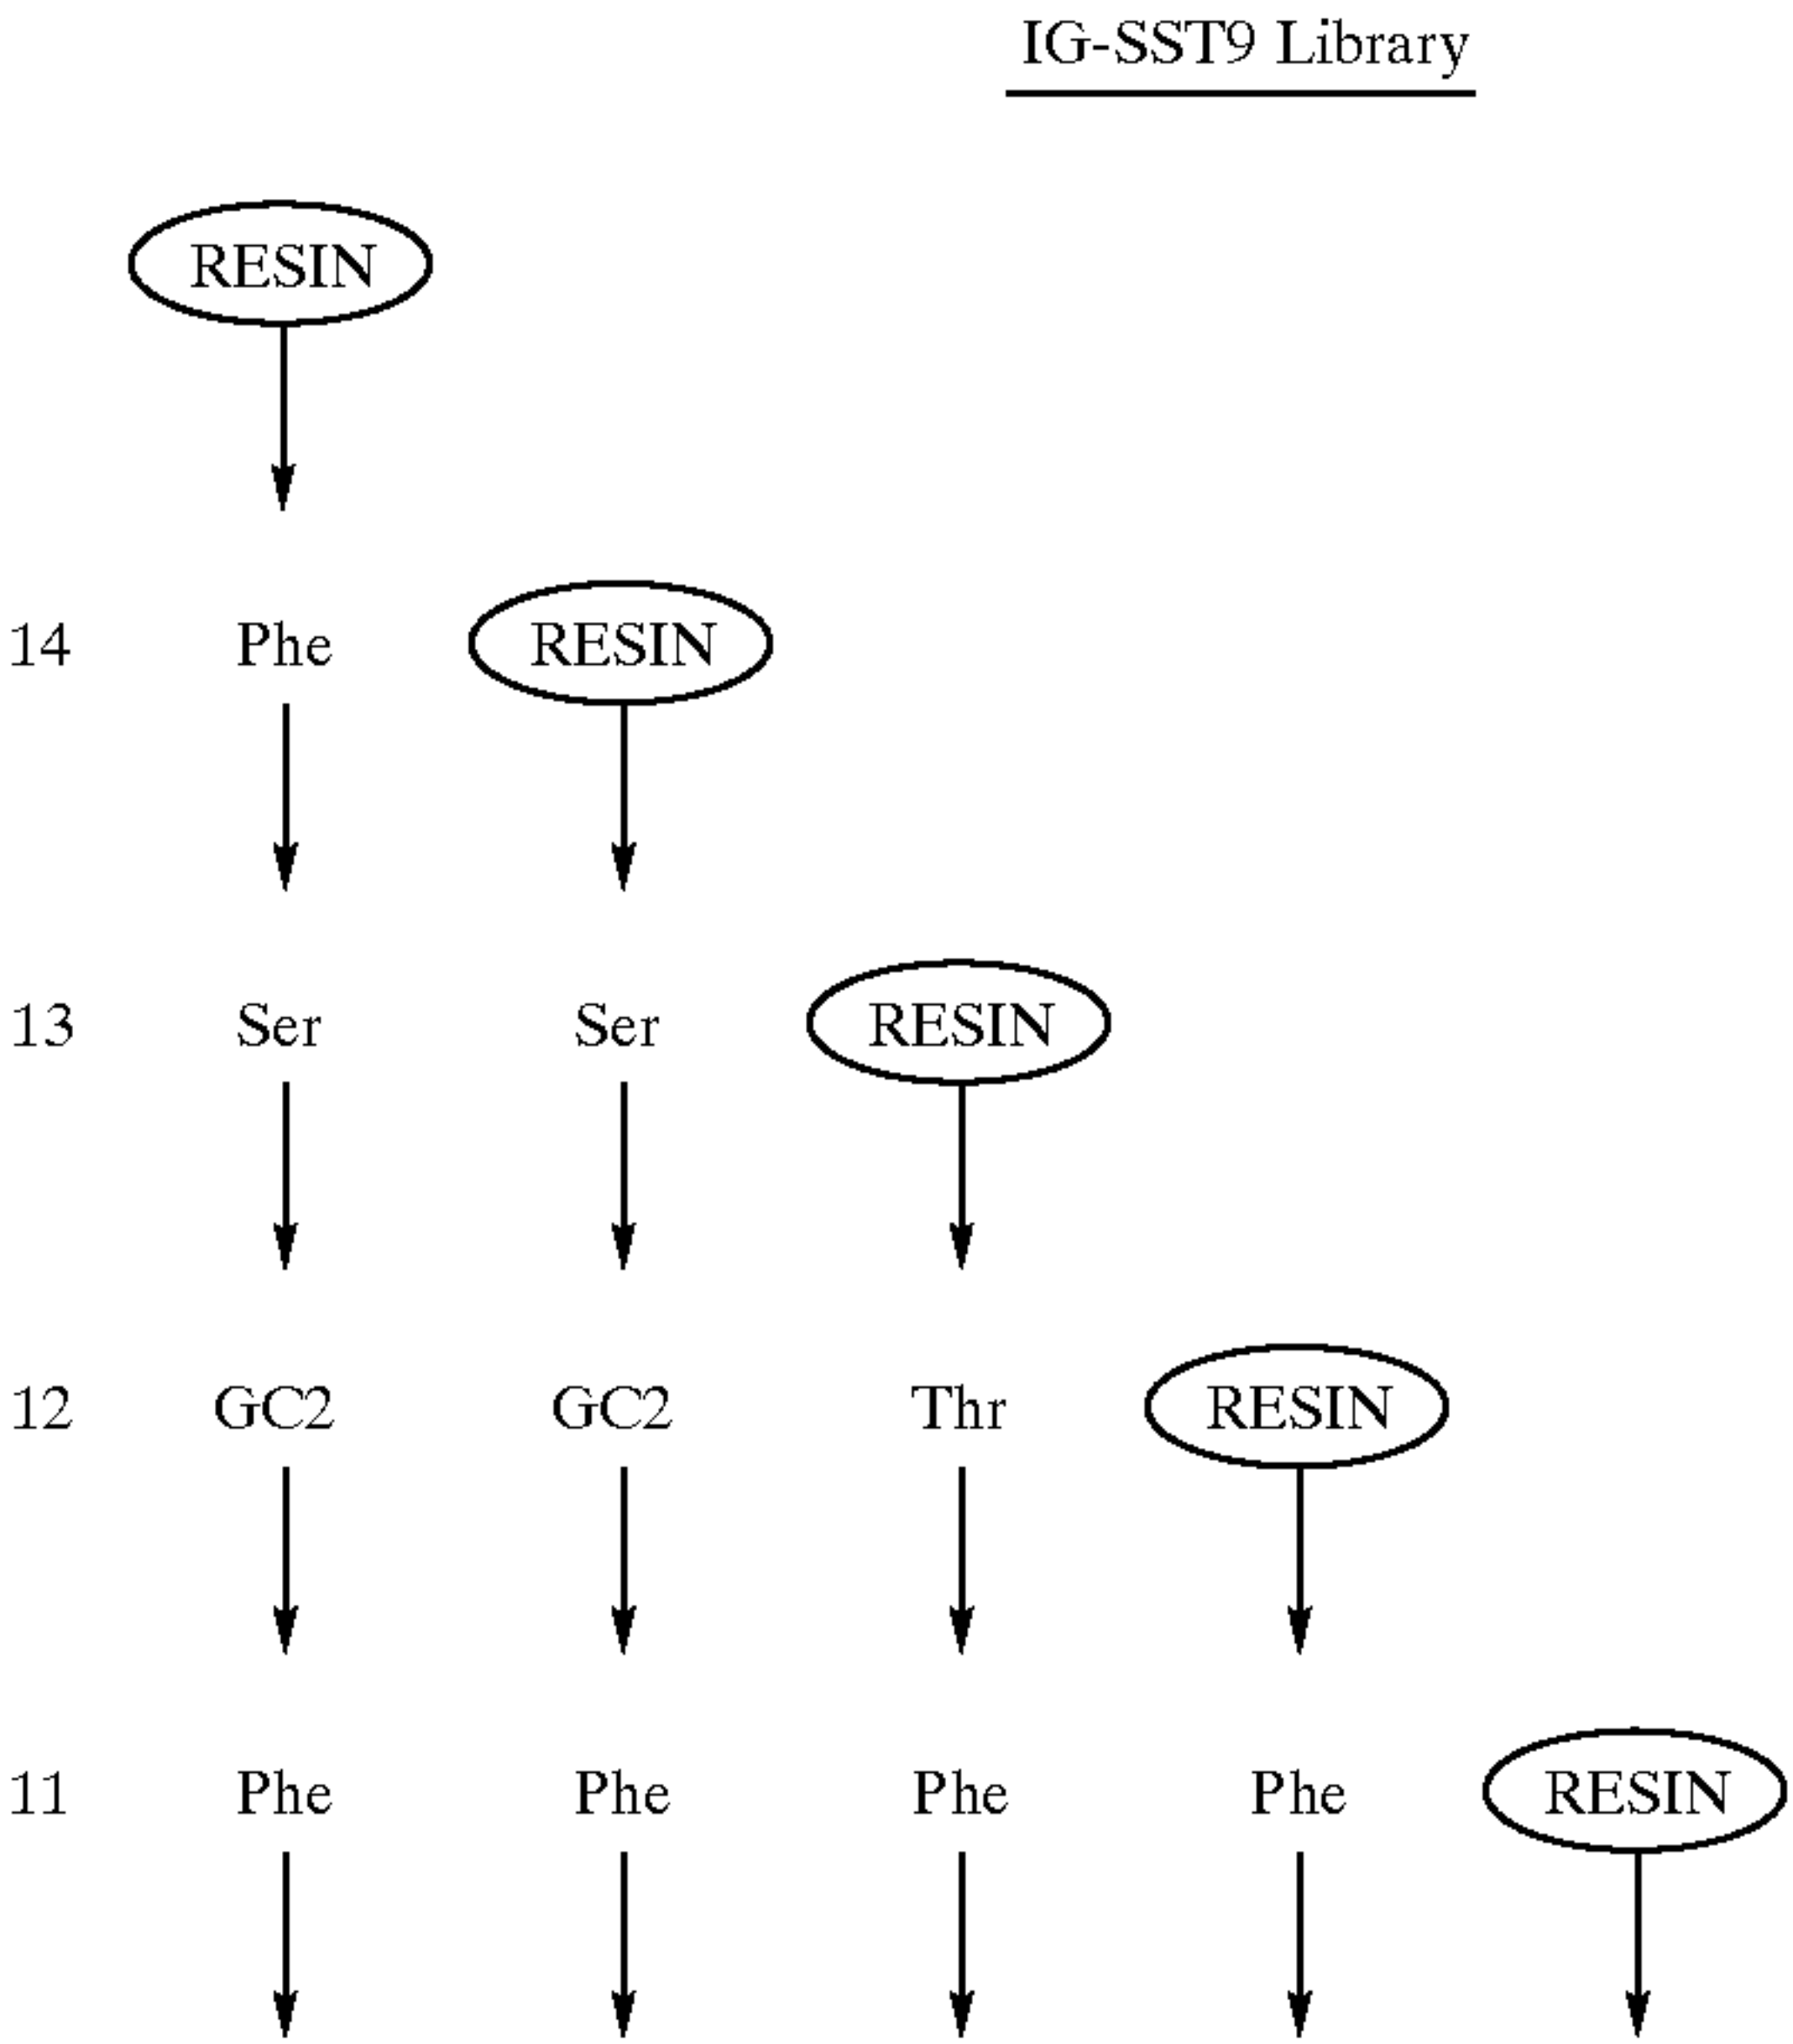 IG-SST9 Library
RESIN
14 Phe RESIN
13 Ser Ser RESIN
12 GC2 GC2 Thr RESIN
11 Phe Phe Phe Phe RESIN